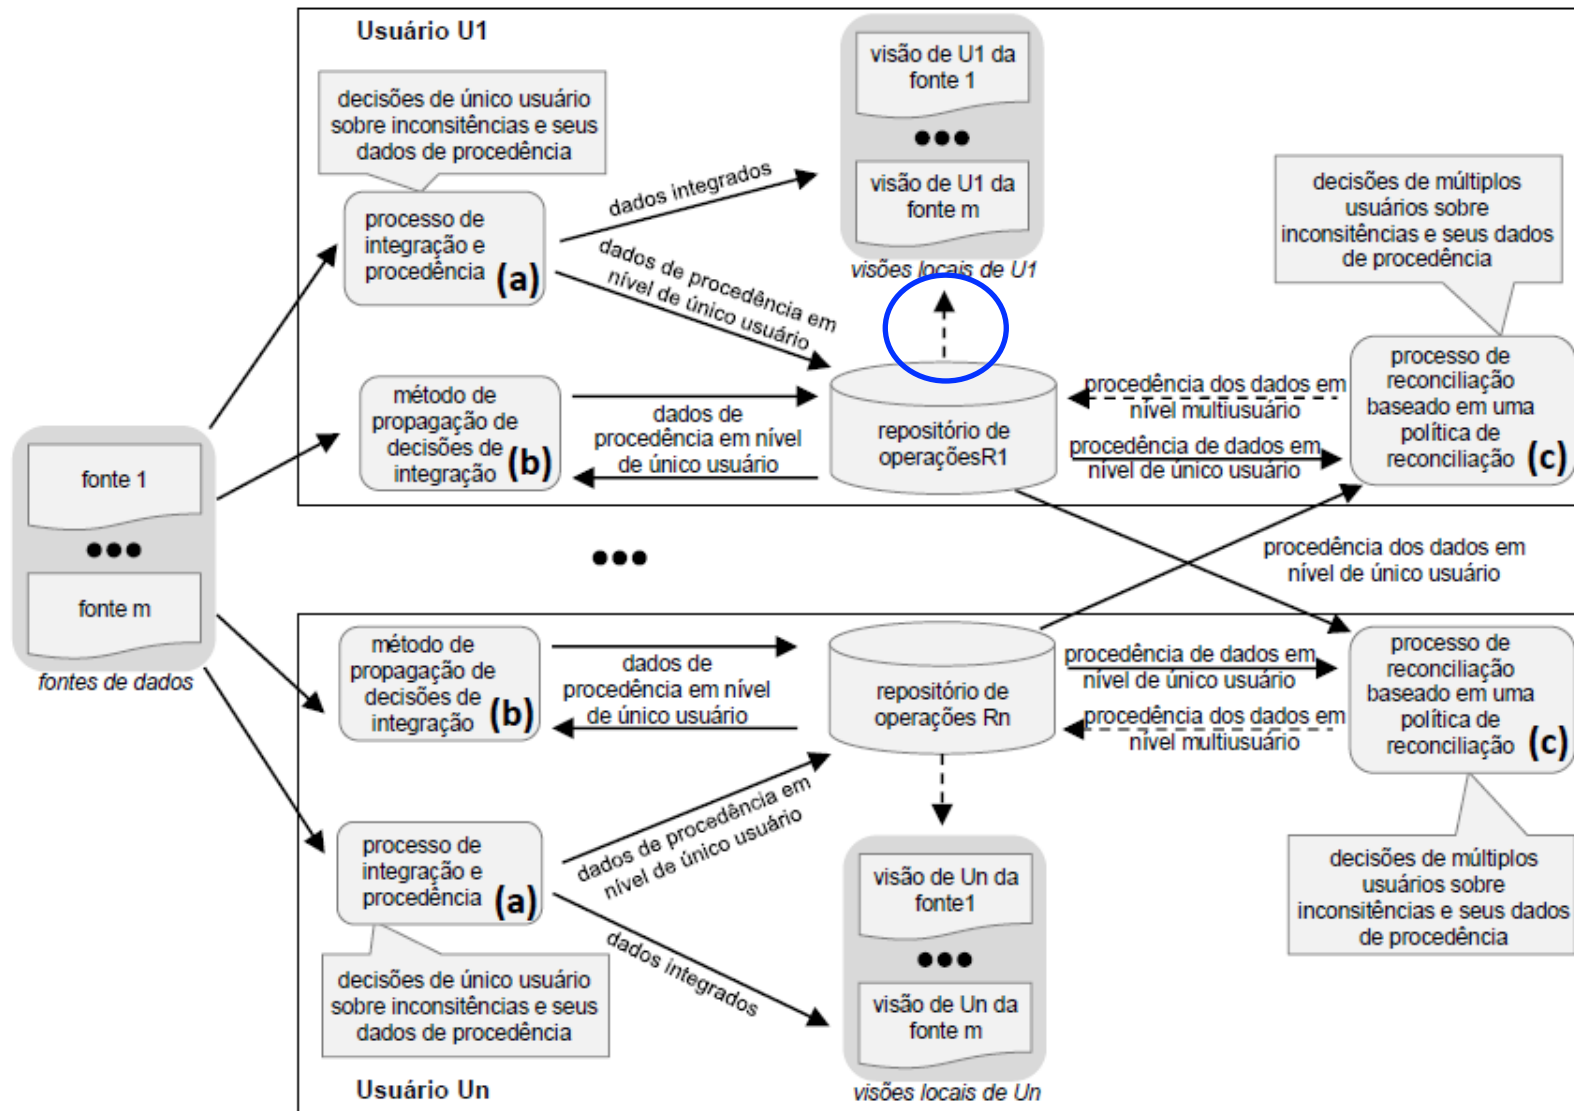 Usuário U1
decisões de único usuário
sobre inconsitências e seus
dados de procedência
processo de
integração e
procedência
(a)
dados integrados
dados de procedência em
nível de único usuário
visão de U1 da
fonte 1
visão de U1 da
fonte m
visões locais de U1
decisões de múltiplos
usuários sobre
inconsitências e seus dados
de procedência
método de
propagação de
decisões de
integração
(b)
dados de
procedência em nível
de único usuário
repositório de
operaçõesR1
procedência dos dados em
nível multiusuário
procedência de dados em
nível de único usuário
processo de
reconciliação
baseado em uma
política de
reconciliação
(c)
fonte 1
fonte m
fontes de dados
procedência dos dados em
nível de único usuário
método de
propagação de
decisões de
integração
(b)
dados de
procedência em nível
de único usuário
repositório de
operações Rn
procedência de dados em
nível de único usuário
procedência dos dados em
nível multiusuário
processo de
reconciliação
baseado em uma
política de
reconciliação
(c)
processo de
integração e
procedência
(a)
dados de procedência em
nível de único usuário
dados integrados
decisões de único usuário
sobre inconsitências e seus
dados de procedência
visão de Un da
fonte1
visão de Un da
fonte m
visões locais de Un
decisões de múltiplos
usuários sobre
inconsitências e seus dados
de procedência
Usuário Un